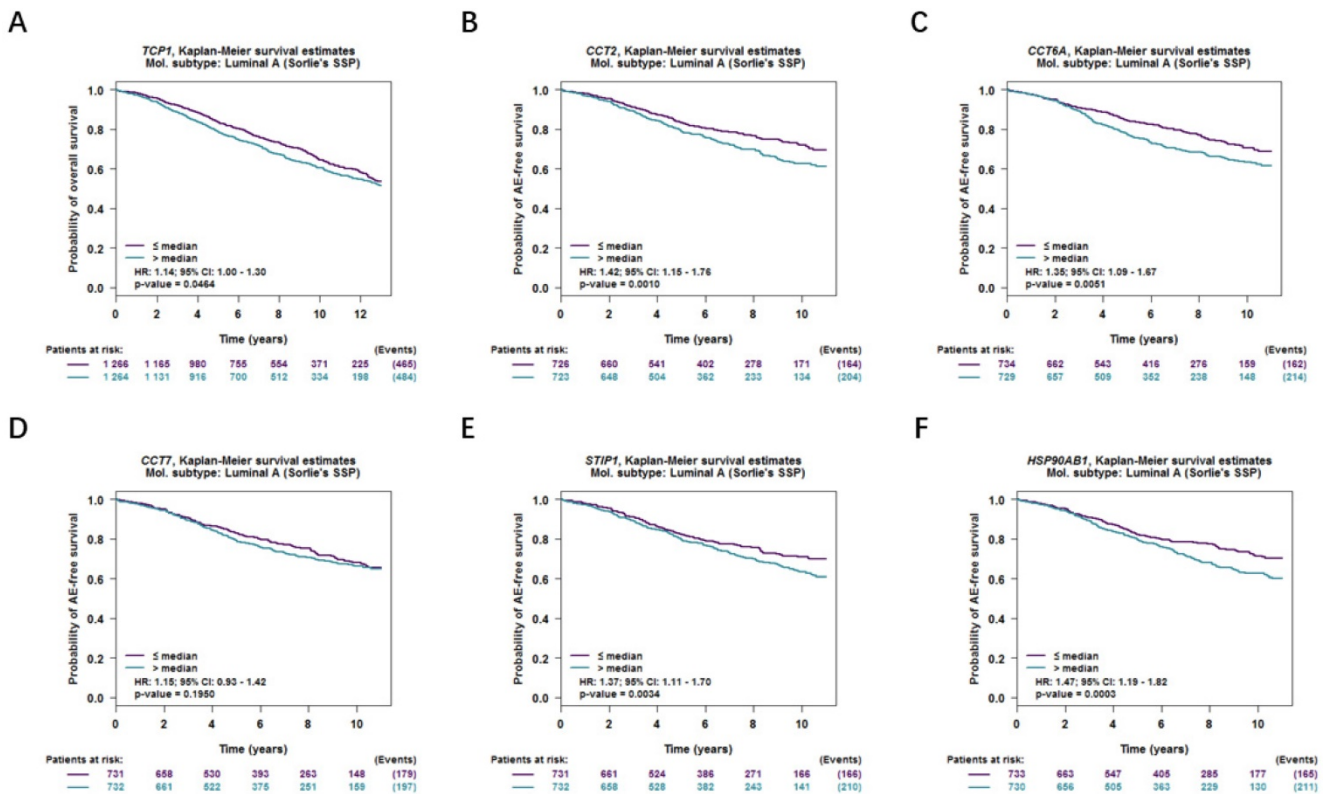 A
TCP1, Kaplan-Meier survival estimates
Mol. subtype: Luminal A (Sorlie's SSP)
Probability of overall survival
1.0
0.8
0.6
0.4
0.2
0.0
≤ median
> median
HR: 1.14; 95% CI: 1.00 - 1.30
p-value = 0.0464
0 2 4 6 8 10 12
Time (years)
Patients at risk: (Events)
1 266 1 165 980 755 554 371 225 (465)
1 264 1 131 916 700 512 334 198 (484)
B
CCT2, Kaplan-Meier survival estimates
Mol. subtype: Luminal A (Sorlie's SSP)
Probability of AE-free survival
1.0
0.8
0.6
0.4
0.2
0.0
≤ median
> median
HR: 1.42; 95% CI: 1.15 - 1.76
p-value = 0.0010
0 2 4 6 8 10
Time (years)
Patients at risk: (Events)
726 660 541 402 278 171 (164)
723 648 504 362 233 134 (204)
C
CCT6A, Kaplan-Meier survival estimates
Mol. subtype: Luminal A (Sorlie's SSP)
Probability of AE-free survival
1.0
0.8
0.6
0.4
0.2
0.0
≤ median
> median
HR: 1.35; 95% CI: 1.09 - 1.67
p-value = 0.0051
0 2 4 6 8 10
Time (years)
Patients at risk: (Events)
734 662 543 416 276 159 (162)
729 657 509 352 238 148 (214)
D
CCT7, Kaplan-Meier survival estimates
Mol. subtype: Luminal A (Sorlie's SSP)
Probability of AE-free survival
1.0
0.8
0.6
0.4
0.2
0.0
≤ median
> median
HR: 1.15; 95% CI: 0.93 - 1.42
p-value = 0.1950
0 2 4 6 8 10
Time (years)
Patients at risk: (Events)
731 658 530 393 263 148 (179)
732 661 522 375 251 159 (197)
E
STIP1, Kaplan-Meier survival estimates
Mol. subtype: Luminal A (Sorlie's SSP)
Probability of AE-free survival
1.0
0.8
0.6
0.4
0.2
0.0
≤ median
> median
HR: 1.37; 95% CI: 1.11 - 1.70
p-value = 0.0034
0 2 4 6 8 10
Time (years)
Patients at risk: (Events)
731 661 524 386 271 166 (166)
732 658 528 382 243 141 (210)
F
HSP90AB1, Kaplan-Meier survival estimates
Mol. subtype: Luminal A (Sorlie's SSP)
Probability of AE-free survival
1.0
0.8
0.6
0.4
0.2
0.0
≤ median
> median
HR: 1.47; 95% CI: 1.19 - 1.82
p-value = 0.0003
0 2 4 6 8 10
Time (years)
Patients at risk: (Events)
733 663 547 405 285 177 (165)
730 656 505 363 229 130 (211)